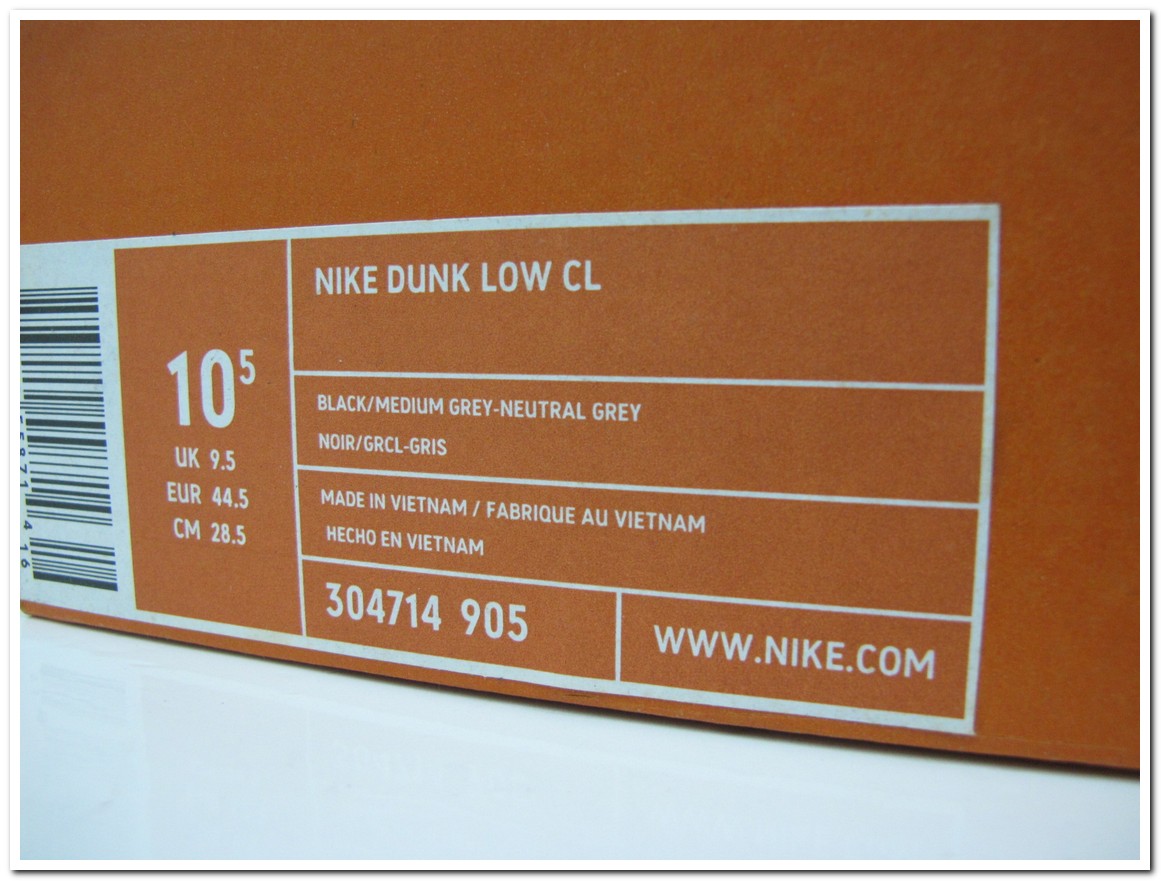 NIKE DUNK LOW CL
10⁵
UK 9.5
EUR 44.5
CM 28.5
BLACK/MEDIUM GREY-NEUTRAL GREY
NOIR/GRCL-GRIS
MADE IN VIETNAM / FABRIQUE AU VIETNAM
HECHO EN VIETNAM
304714 905
WWW.NIKE.COM